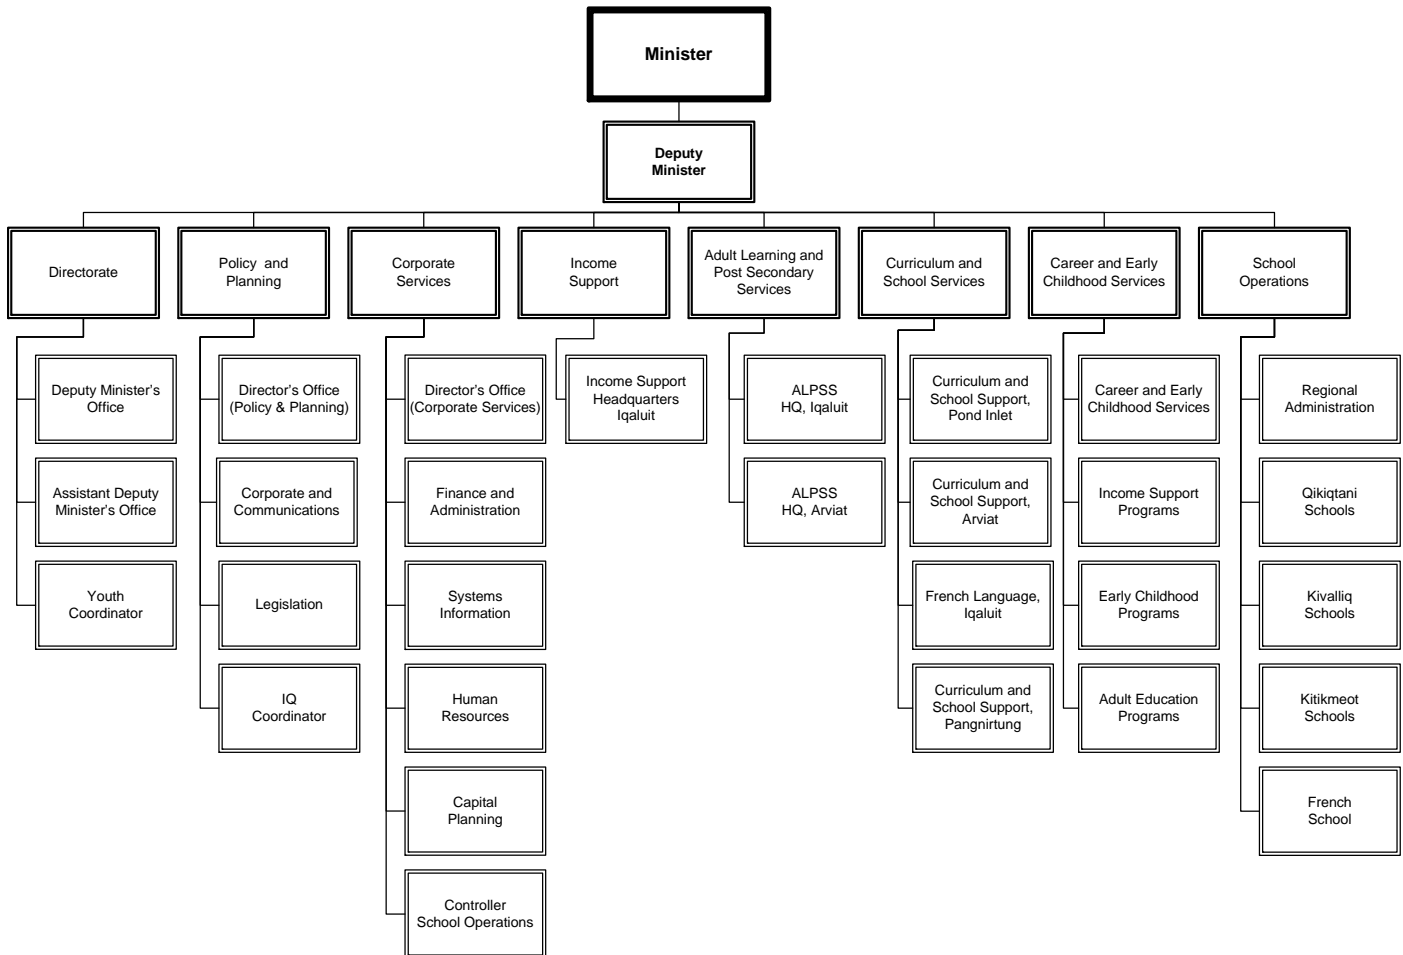 Minister
Deputy
Minister
Directorate
Policy and
Planning
Corporate
Services
Income
Support
Adult Learning and
Post Secondary
Services
Curriculum and
School Services
Career and Early
Childhood Services
School
Operations
Deputy Minister's
Office
Assistant Deputy
Minister's Office
Youth
Coordinator
Director's Office
(Policy & Planning)
Corporate and
Communications
Legislation
IQ
Coordinator
Director's Office
(Corporate Services)
Finance and
Administration
Systems
Information
Human
Resources
Capital
Planning
Controller
School Operations
Income Support
Headquarters
Iqaluit
ALPSS
HQ, Iqaluit
ALPSS
HQ, Arviat
Curriculum and
School Support,
Pond Inlet
Curriculum and
School Support,
Arviat
French Language,
Iqaluit
Curriculum and
School Support,
Pangnirtung
Career and Early
Childhood Services
Income Support
Programs
Early Childhood
Programs
Adult Education
Programs
Regional
Administration
Qikiqtani
Schools
Kivalliq
Schools
Kitikmeot
Schools
French
School